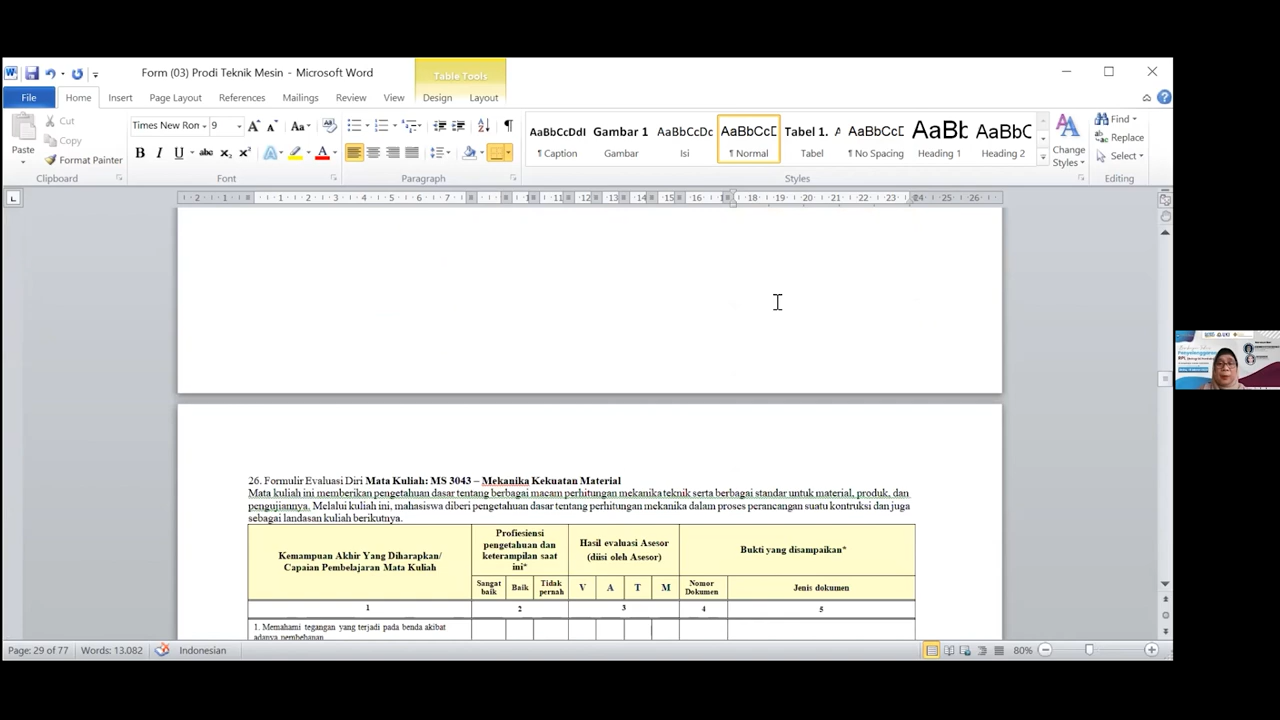 Form (03) Prodi Teknik Mesin - Microsoft Word
Table Tools
File Home Insert Page Layout References Mailings Review View Design Layout
Paste
Cut
Copy
Format Painter
Times New Rom 9
AaBbCcDdI Gambar 1 AaBbCcDc AaBbCcD Tabel 1. A AaBbCcD AaBb AaBbC
¶ Caption Gambar Isi ¶ Normal Tabel ¶ No Spacing Heading 1 Heading 2
Change Styles
Find
Replace
Select
Clipboard Font Paragraph Styles Editing
26. Formulir Evaluasi Diri Mata Kuliah: MS 3043 – Mekanika Kekuatan Material
Mata kuliah ini memberikan pengetahuan dasar tentang berbagai macam perhitungan mekanika teknik serta berbagai standar untuk material, produk, dan
pengujiannya. Melalui kuliah ini, mahasiswa diberi pengetahuan dasar tentang perhitungan mekanika dalam proses perancangan suatu kontruksi dan juga
sebagai landasan kuliah berikutnya.
Kemampuan Akhir Yang Diharapkan/
Capaian Pembelajaran Mata Kuliah
Profiesiensi
pengetahuan dan
keterampilan saat
ini*
Hasil evaluasi Asesor
(diisi oleh Asesor)
Bukti yang disampaikan*
Sangat baik
Baik
Tidak pernah
V A T M
Nomor Dokumen
Jenis dokumen
1 2 3 4 5
1. Memahami tegangan yang terjadi pada benda akibat
adanya pembebanan
Page: 29 of 77 Words: 13.082 Indonesian 80%